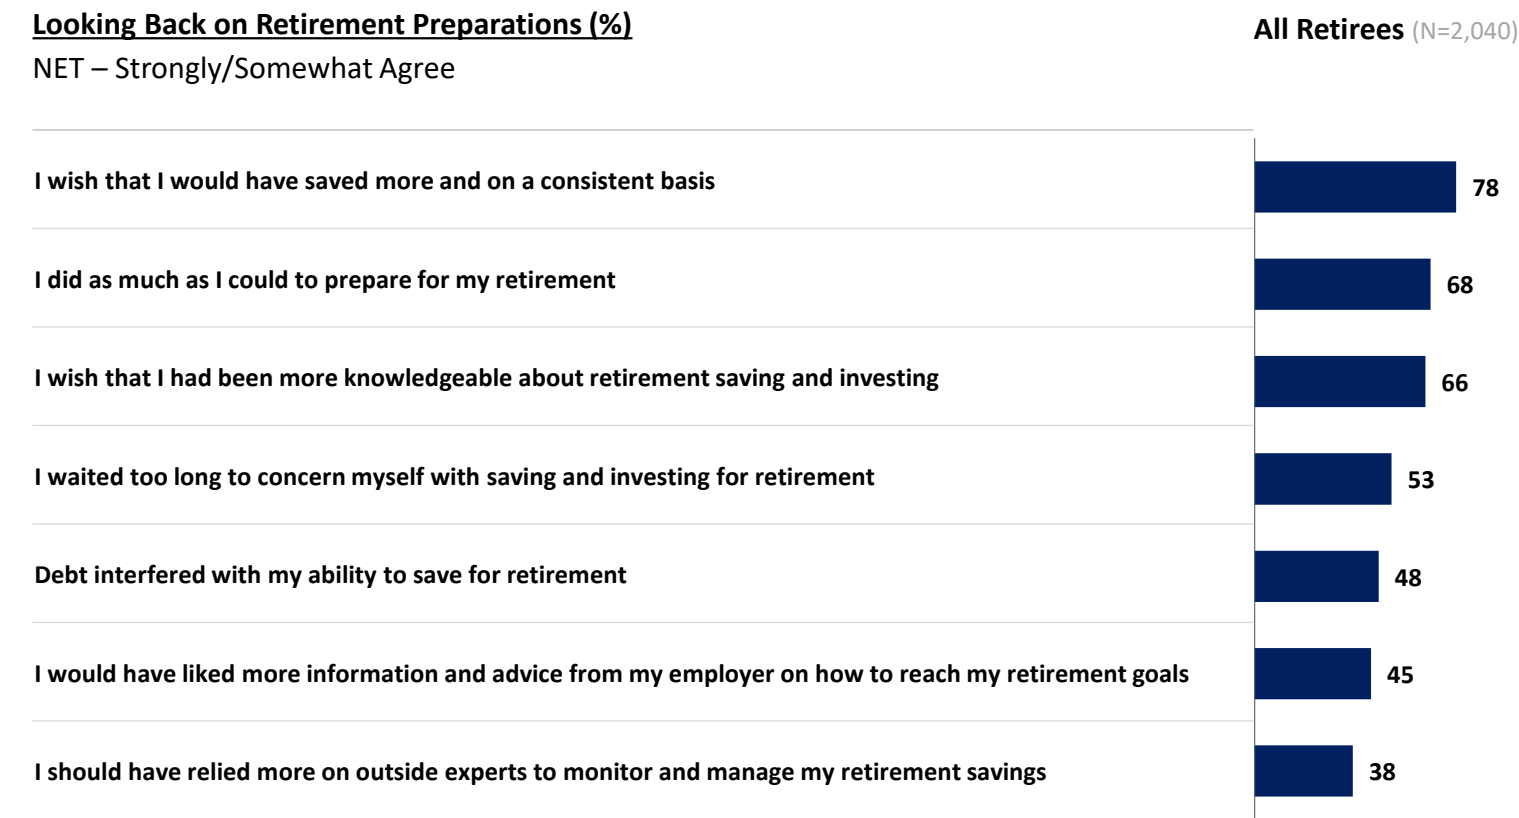 Looking Back on Retirement Preparations (%)
All Retirees (N=2,040)
NET – Strongly/Somewhat Agree
I wish that I would have saved more and on a consistent basis
78
I did as much as I could to prepare for my retirement
68
I wish that I had been more knowledgeable about retirement saving and investing
66
I waited too long to concern myself with saving and investing for retirement
53
Debt interfered with my ability to save for retirement
48
I would have liked more information and advice from my employer on how to reach my retirement goals
45
I should have relied more on outside experts to monitor and manage my retirement savings
38